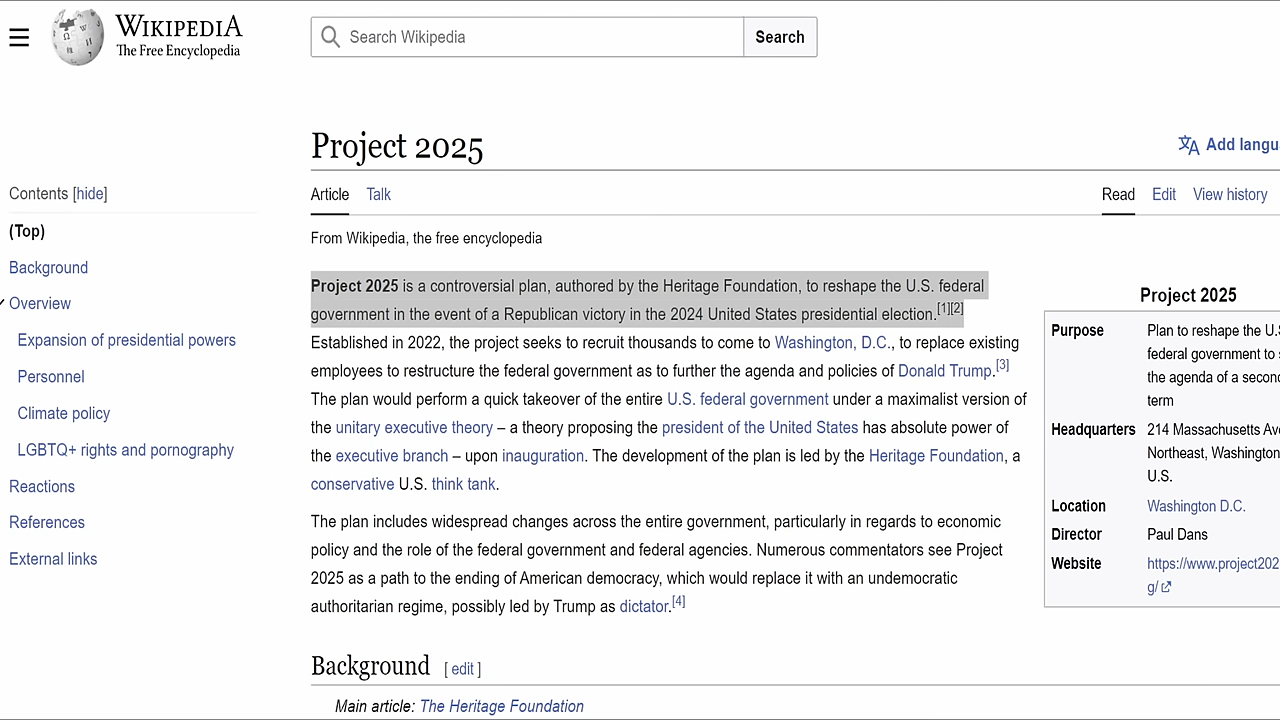 WIKIPEDIA
The Free Encyclopedia
Search Wikipedia
Search
Project 2025
Add langu
Contents [hide]
Article Talk
Read Edit View history
(Top)
Background
Overview
Expansion of presidential powers
Personnel
Climate policy
LGBTQ+ rights and pornography
Reactions
References
External links
From Wikipedia, the free encyclopedia
Project 2025 is a controversial plan, authored by the Heritage Foundation, to reshape the U.S. federal
government in the event of a Republican victory in the 2024 United States presidential election.[1][2]
Established in 2022, the project seeks to recruit thousands to come to Washington, D.C., to replace existing
employees to restructure the federal government as to further the agenda and policies of Donald Trump.[3]
The plan would perform a quick takeover of the entire U.S. federal government under a maximalist version of
the unitary executive theory – a theory proposing the president of the United States has absolute power of
the executive branch – upon inauguration. The development of the plan is led by the Heritage Foundation, a
conservative U.S. think tank.
The plan includes widespread changes across the entire government, particularly in regards to economic
policy and the role of the federal government and federal agencies. Numerous commentators see Project
2025 as a path to the ending of American democracy, which would replace it with an undemocratic
authoritarian regime, possibly led by Trump as dictator.[4]
Background [ edit ]
Main article: The Heritage Foundation
Project 2025
Purpose Plan to reshape the U.S
federal government to s
the agenda of a second
term
Headquarters 214 Massachusetts Ave
Northeast, Washington
U.S.
Location Washington D.C.
Director Paul Dans
Website https://www.project202
g/